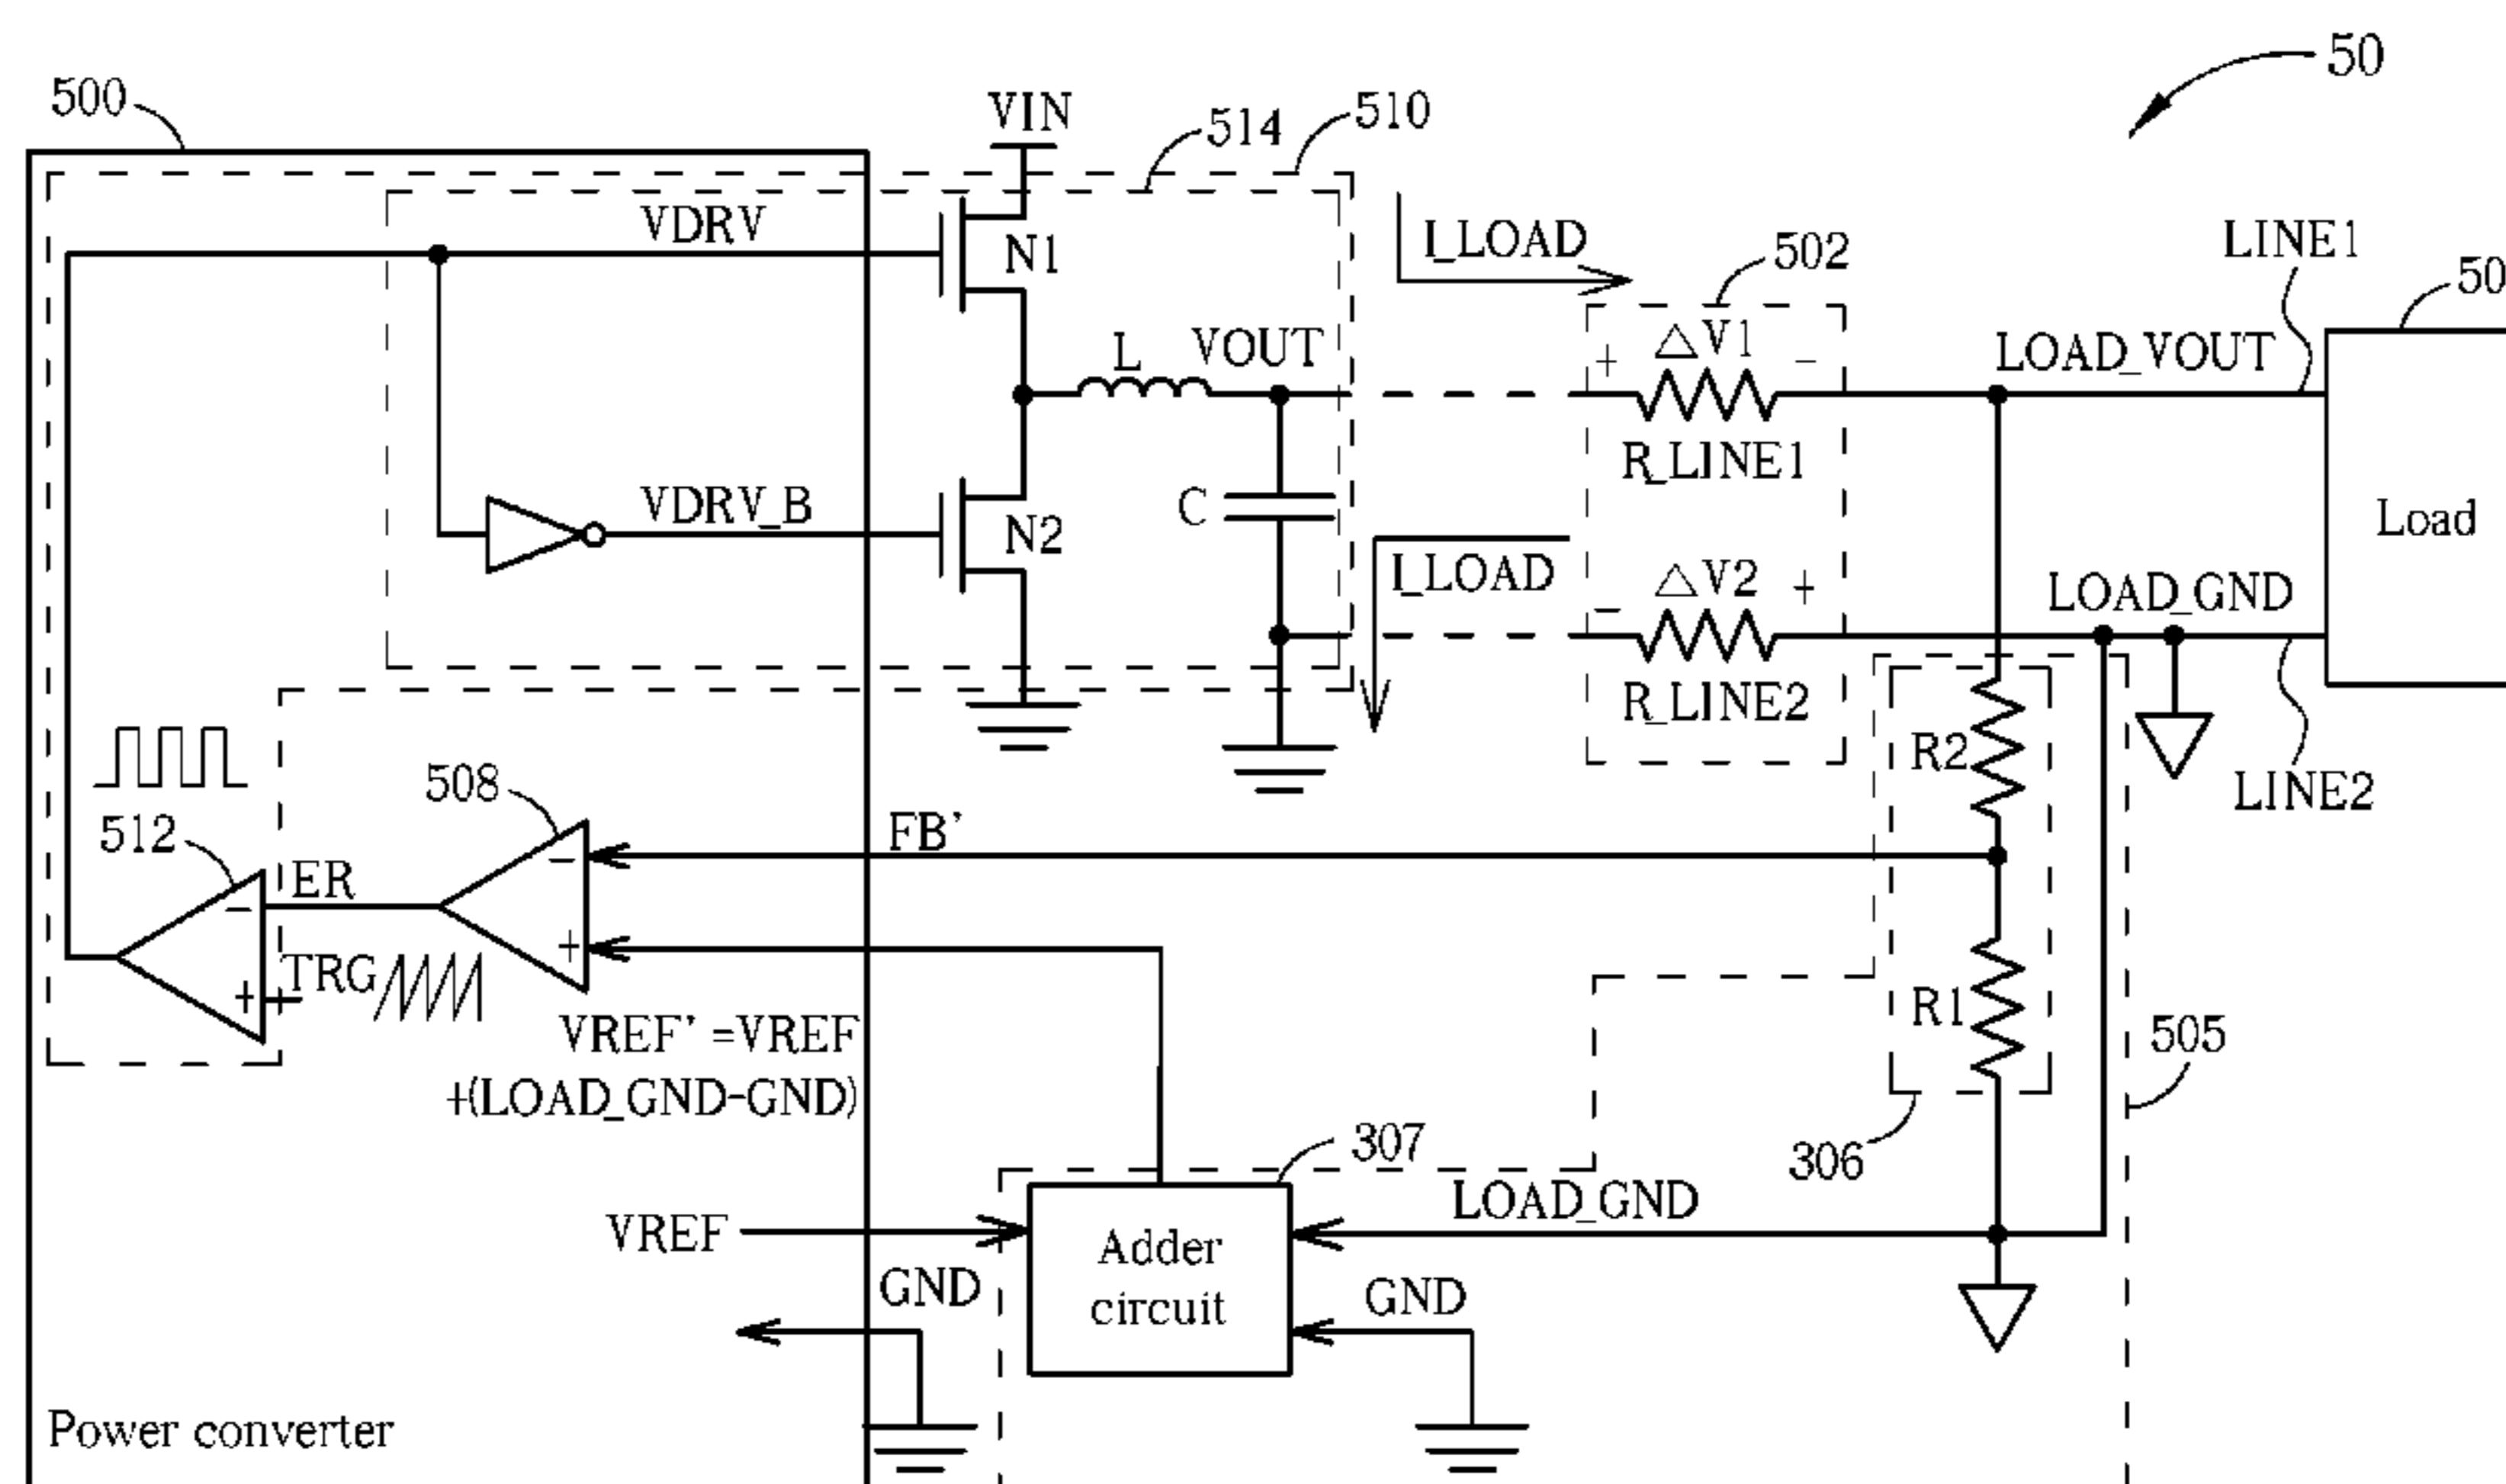 50
500
VIN
514
510
VDRV
N1
I_LOAD
502
LINE1
50
L
VOUT
+
△V1
-
LOAD_VOUT
R_LINE1
VDRV_B
C
N2
Load
I_LOAD
△V2
-
+
LOAD_GND
R_LINE2
R2
LINE2
508
512
FB'
-
ER
-
+
TRG
+
R1
VREF' =VREF
+(LOAD_GND-GND)
505
307
306
LOAD_GND
VREF
Adder
circuit
GND
GND
Power converter